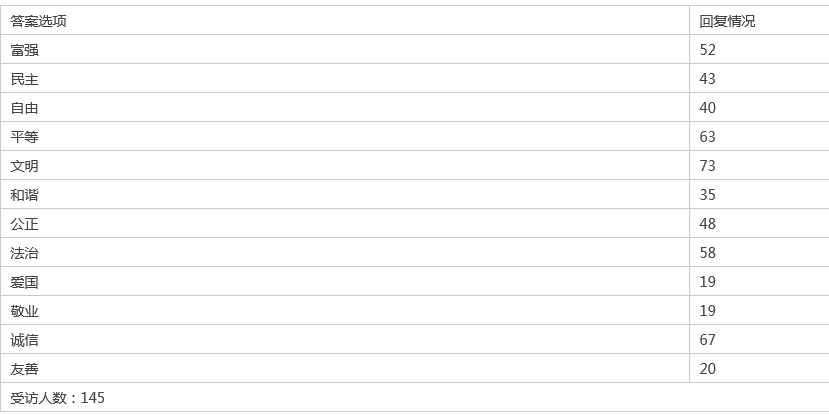 答案选项 回复情况
富强 52
民主 43
自由 40
平等 63
文明 73
和谐 35
公正 48
法治 58
爱国 19
敬业 19
诚信 67
友善 20
受访人数：145